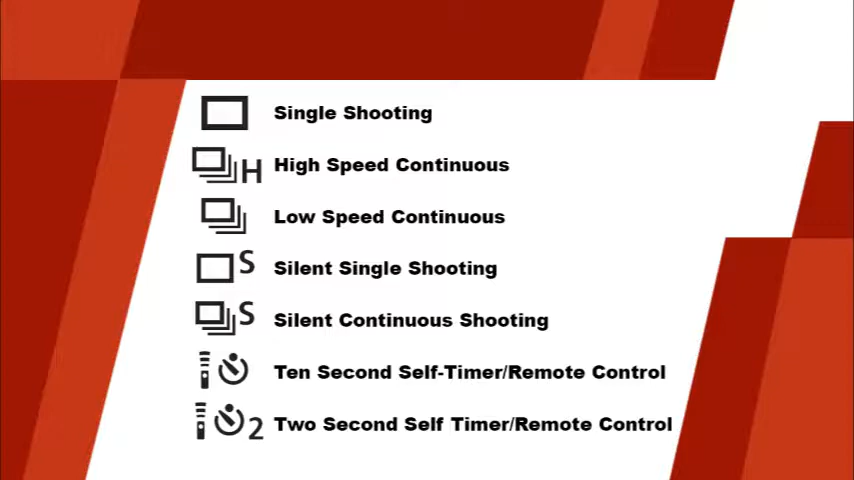 Single Shooting
H High Speed Continuous
Low Speed Continuous
S Silent Single Shooting
S Silent Continuous Shooting
Ten Second Self-Timer/Remote Control
2 Two Second Self Timer/Remote Control